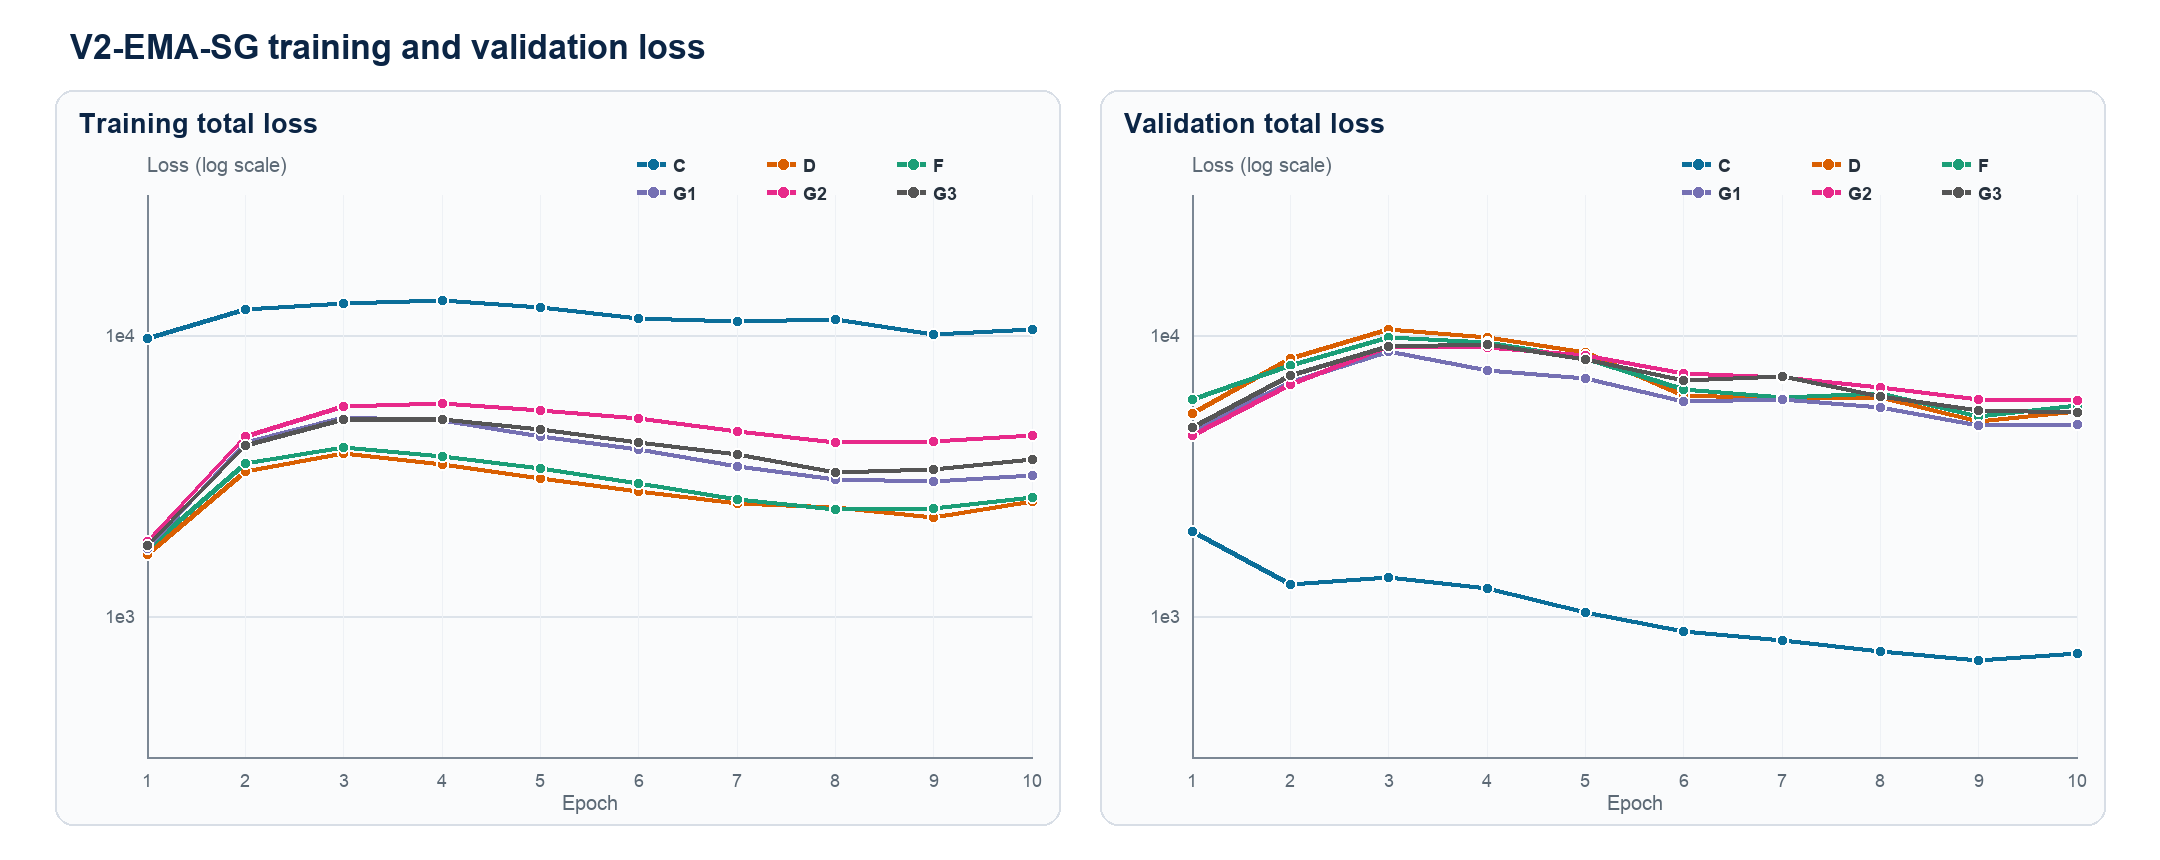 V2-EMA-SG training and validation loss
Training total loss
Loss (log scale)
C D F
G1 G2 G3
1e4
1e3
1 2 3 4 5 6 7 8 9 10
Epoch
Validation total loss
Loss (log scale)
C D F
G1 G2 G3
1e4
1e3
1 2 3 4 5 6 7 8 9 10
Epoch